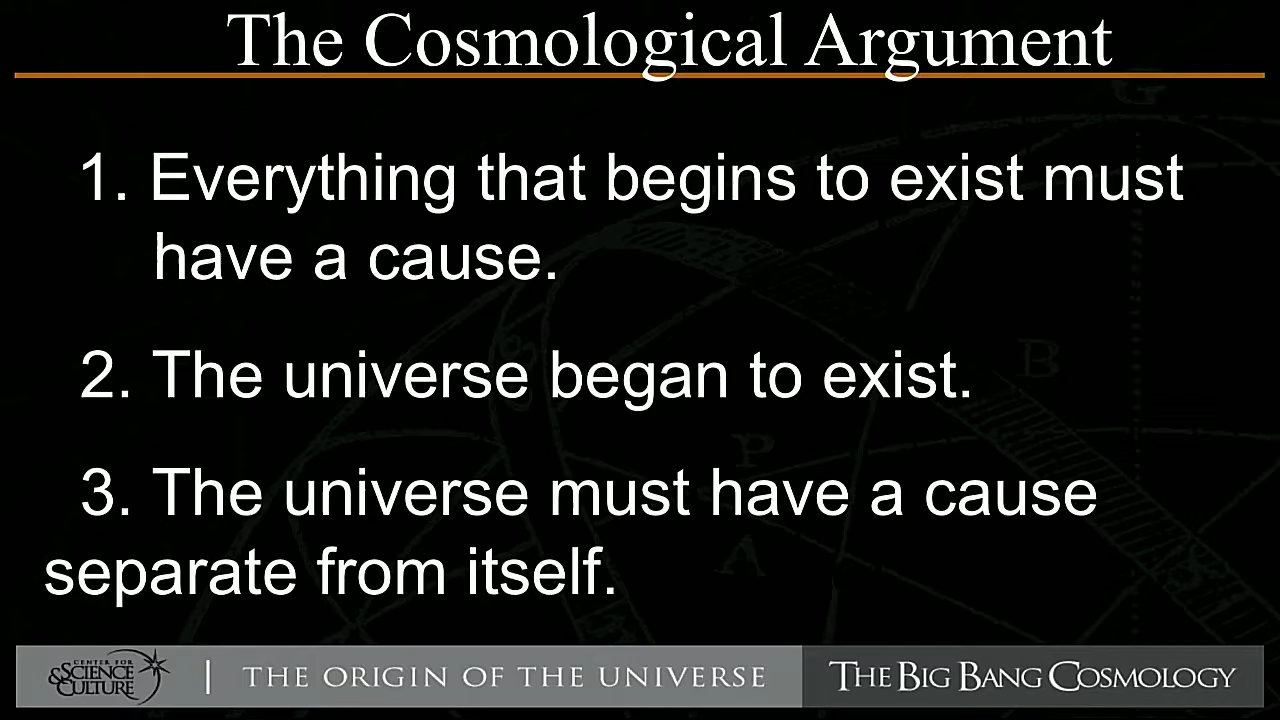 The Cosmological Argument
1. Everything that begins to exist must
have a cause.
2. The universe began to exist.
3. The universe must have a cause
separate from itself.
CENTER FOR
&SCIENCE
CULTURE
| THE ORIGIN OF THE UNIVERSE
THE BIG BANG COSMOLOGY
G
B
P
A